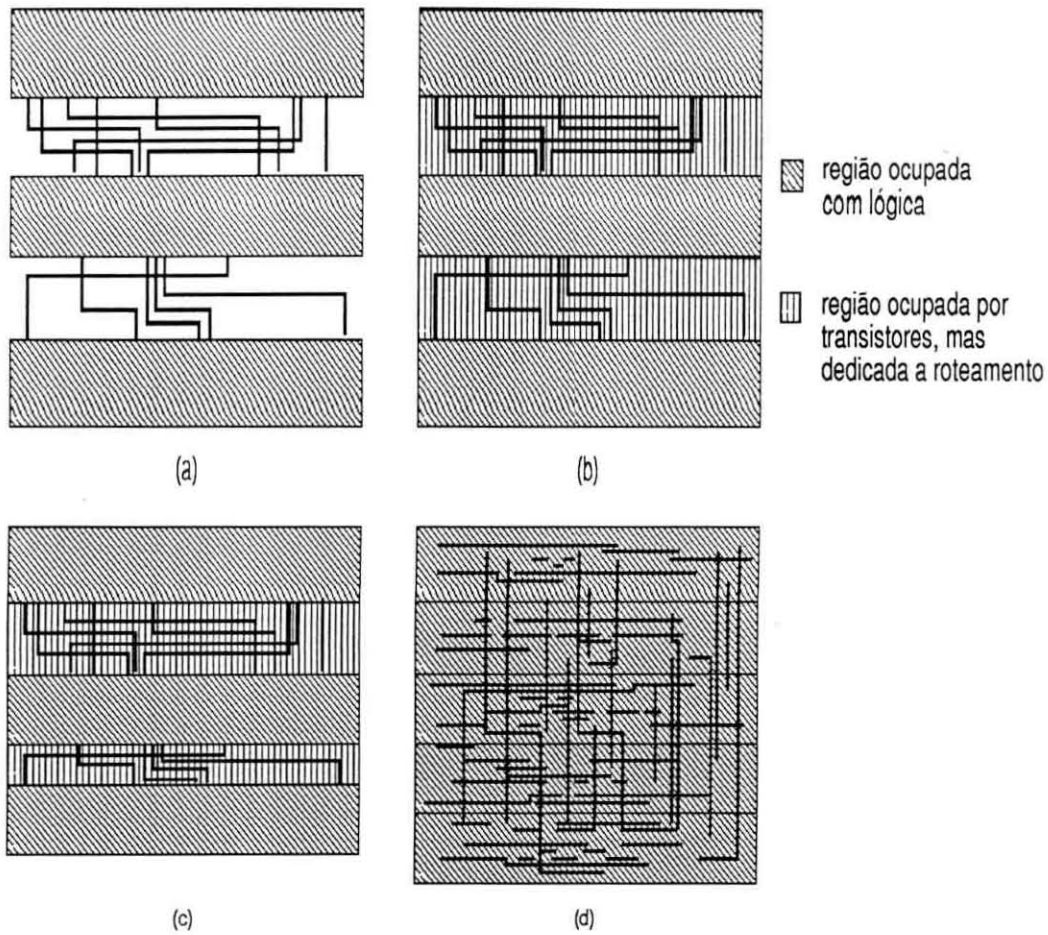 região ocupada
com lógica
região ocupada por
transistores, mas
dedicada a roteamento
(a)
(b)
(c)
(d)